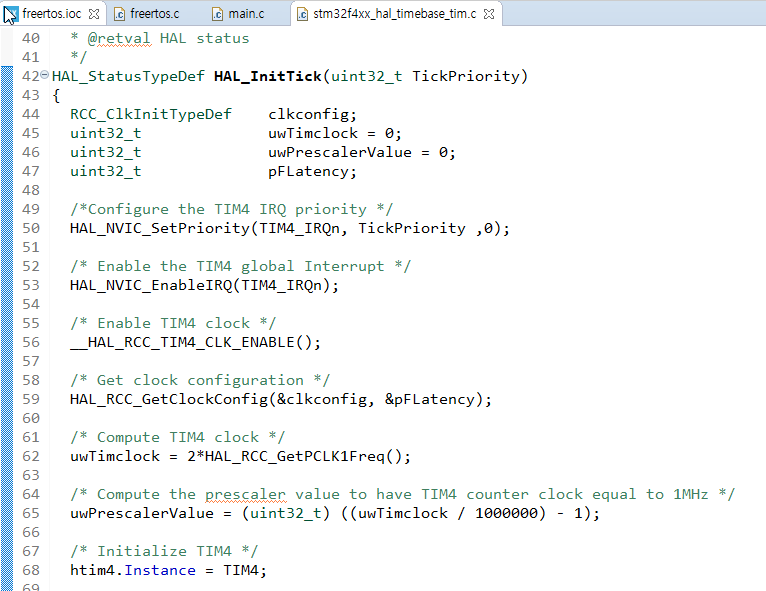 freertos.ioc freertos.c main.c stm32f4xx_hal_timebase_tim.c
40 * @retval HAL status
41 */
42 HAL_StatusTypeDef HAL_InitTick(uint32_t TickPriority)
43 {
44 RCC_ClkInitTypeDef clkconfig;
45 uint32_t uwTimclock = 0;
46 uint32_t uwPrescalerValue = 0;
47 uint32_t pFLatency;
48
49 /*Configure the TIM4 IRQ priority */
50 HAL_NVIC_SetPriority(TIM4_IRQn, TickPriority ,0);
51
52 /* Enable the TIM4 global Interrupt */
53 HAL_NVIC_EnableIRQ(TIM4_IRQn);
54
55 /* Enable TIM4 clock */
56 __HAL_RCC_TIM4_CLK_ENABLE();
57
58 /* Get clock configuration */
59 HAL_RCC_GetClockConfig(&clkconfig, &pFLatency);
60
61 /* Compute TIM4 clock */
62 uwTimclock = 2*HAL_RCC_GetPCLK1Freq();
63
64 /* Compute the prescaler value to have TIM4 counter clock equal to 1MHz */
65 uwPrescalerValue = (uint32_t) ((uwTimclock / 1000000) - 1);
66
67 /* Initialize TIM4 */
68 htim4.Instance = TIM4;
69